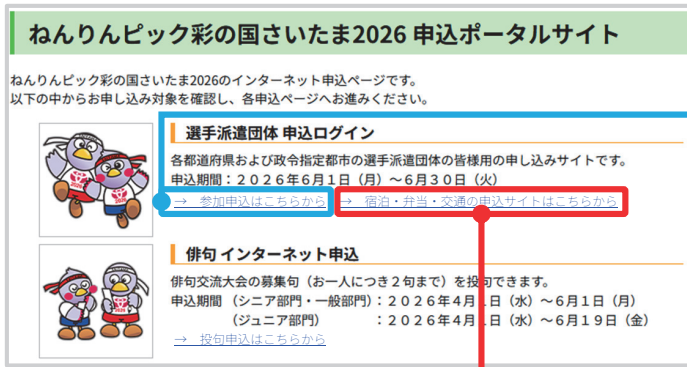 ねんりんピック彩の国さいたま2026 申込ポータルサイト
ねんりんピック彩の国さいたま2026のインターネット申込ページです。
以下の中からお申し込み対象を確認し、各申込ページへお進みください。
選手派遣団体 申込ログイン
各都道府県および政令指定都市の選手派遣団体の皆様用の申し込みサイトです。
申込期間：２０２６年６月１日（月）～６月３０日（火）
→ 参加申込はこちらから → 宿泊・弁当・交通の申込サイトはこちらから
俳句 インターネット申込
俳句交流大会の募集句（お一人につき２句まで）を投句できます。
申込期間 （シニア部門・一般部門）：２０２６年４月１日（水）～６月１日（月）
（ジュニア部門） ：２０２６年４月１日（水）～６月１９日（金）
→ 投句申込はこちらから